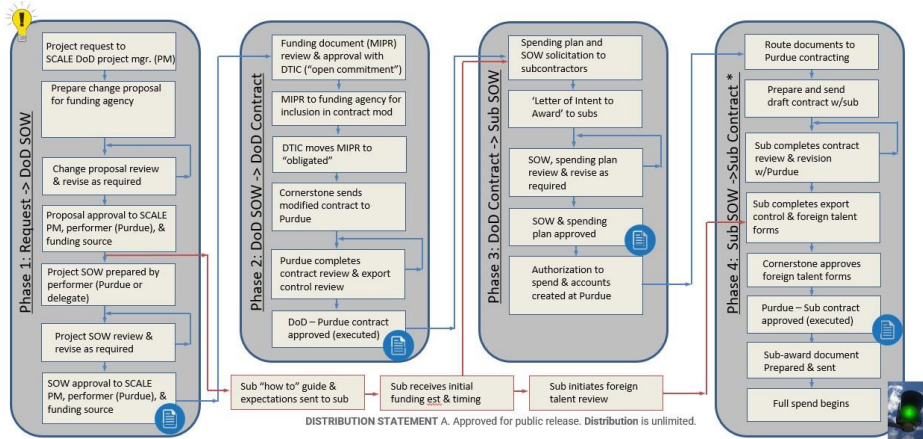 Phase 1: Request -> DoD SOW
Project request to
SCALE DoD project mgr. (PM)
Prepare change proposal
for funding agency
Change proposal review
& revise as required
Proposal approval to SCALE
PM, performer (Purdue), &
funding source
Project SOW prepared by
performer (Purdue or
delegate)
Project SOW review &
revise as required
SOW approval to SCALE
PM, performer (Purdue), &
funding source
Phase 2: DoD SOW -> DoD Contract
Funding document (MIPR)
review & approval with
DTIC (“open commitment”)
MIPR to funding agency for
inclusion in contract mod
DTIC moves MIPR to
“obligated”
Cornerstone sends
modified contract to
Purdue
Purdue completes
contract review & export
control review
DoD – Purdue contract
approved (executed)
Phase 3: DoD Contract -> Sub SOW
Spending plan and
SOW solicitation to
subcontractors
‘Letter of Intent to
Award’ to subs
SOW, spending plan
review & revise as
required
SOW & spending
plan approved
Authorization to
spend & accounts
created at Purdue
Phase 4: Sub SOW ->Sub Contract *
Route documents to
Purdue contracting
Prepare and send
draft contract w/sub
Sub completes contract
review & revision
w/Purdue
Sub completes export
control & foreign talent
forms
Cornerstone approves
foreign talent forms
Purdue – Sub contract
approved (executed)
Sub-award document
Prepared & sent
Full spend begins
Sub “how to” guide &
expectations sent to sub
Sub receives initial
funding est & timing
Sub initiates foreign
talent review
DISTRIBUTION STATEMENT A. Approved for public release. Distribution is unlimited.